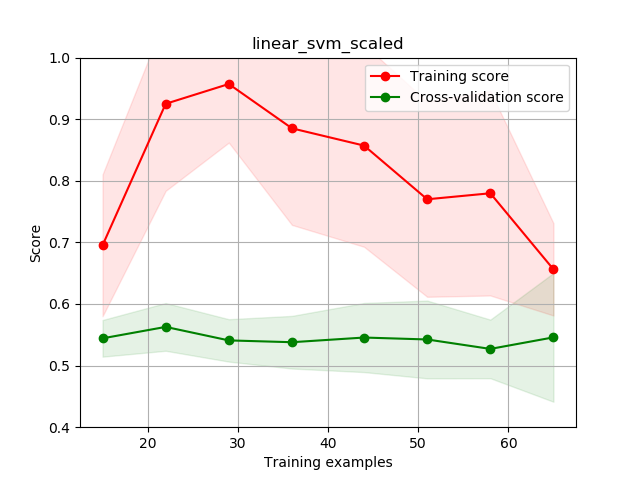 linear_svm_scaled
Training score
Cross-validation score
1.0
0.9
0.8
0.7
0.6
0.5
0.4
Score
20 30 40 50 60
Training examples